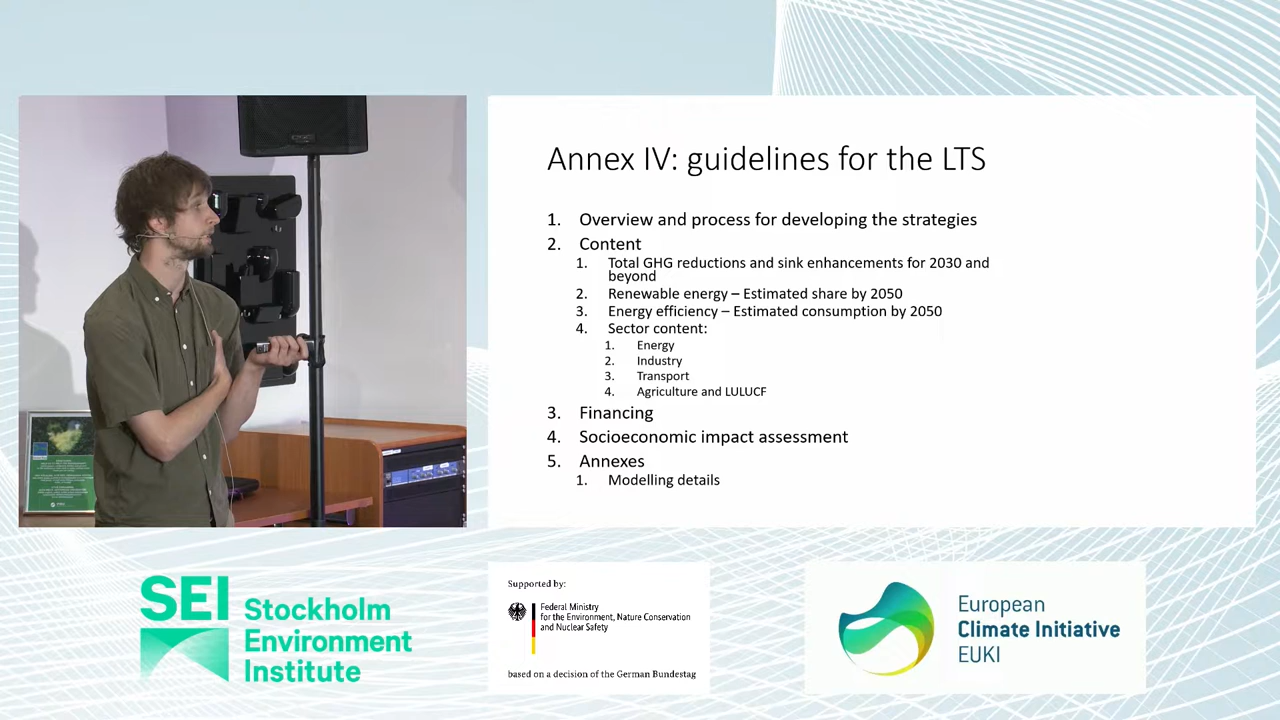 Annex IV: guidelines for the LTS
1. Overview and process for developing the strategies
2. Content
1. Total GHG reductions and sink enhancements for 2030 and
beyond
2. Renewable energy – Estimated share by 2050
3. Energy efficiency – Estimated consumption by 2050
4. Sector content:
1. Energy
2. Industry
3. Transport
4. Agriculture and LULUCF
3. Financing
4. Socioeconomic impact assessment
5. Annexes
1. Modelling details
SEI Stockholm
Environment
Institute
Supported by:
Federal Ministry
for the Environment, Nature Conservation
and Nuclear Safety
based on a decision of the German Bundestag
European
Climate Initiative
EUKI